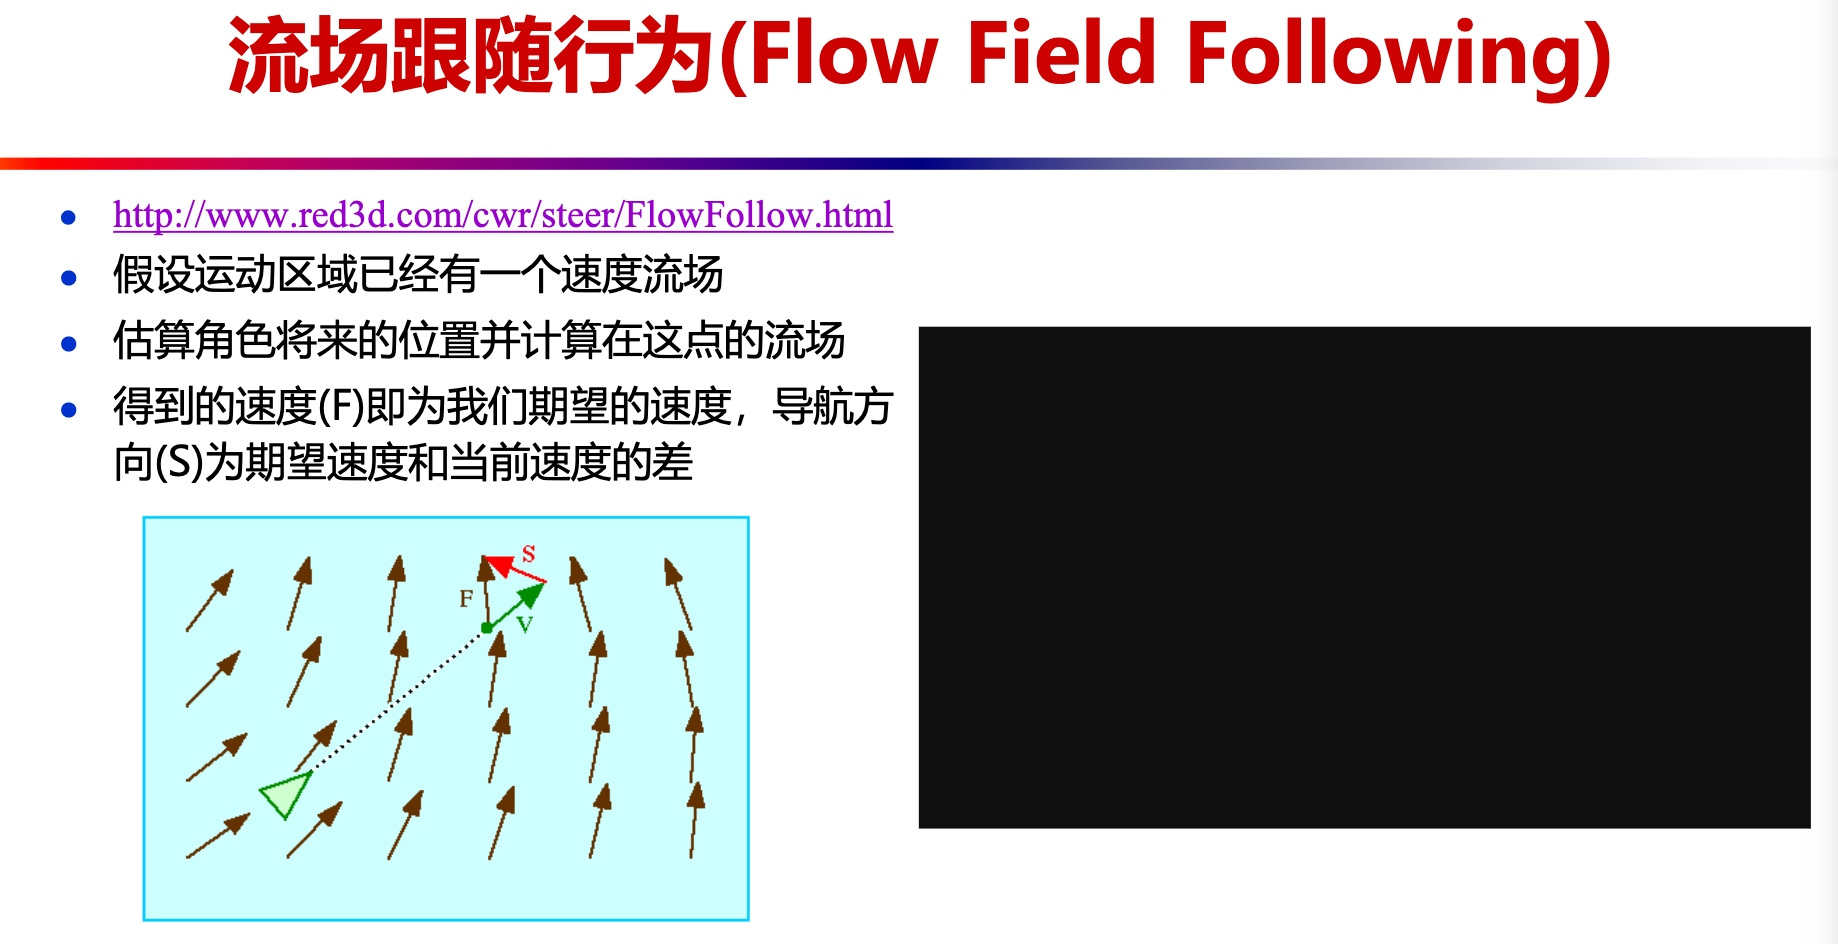 流场跟随行为(Flow Field Following)
http://www.red3d.com/cwr/steer/FlowFollow.html
假设运动区域已经有一个速度流场
估算角色将来的位置并计算在这点的流场
得到的速度(F)即为我们期望的速度，导航方
向(S)为期望速度和当前速度的差
S
F
V